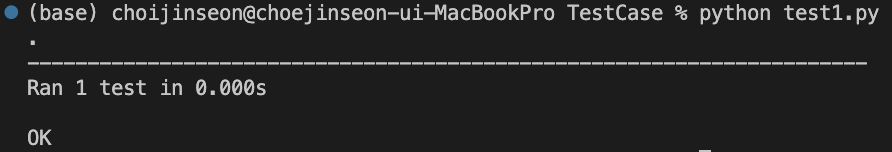 (base) choijinseon@choejinseon-ui-MacBookPro TestCase % python test1.py
.
----------------------------------------------------------------------
Ran 1 test in 0.000s
OK